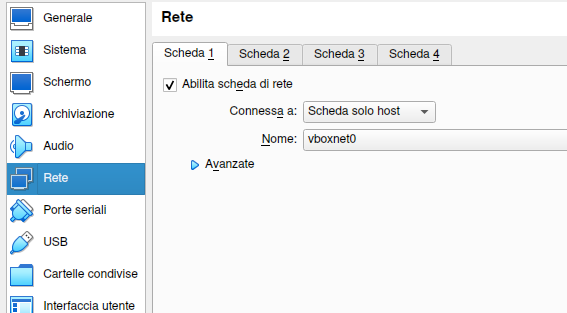 Generale
Sistema
Schermo
Archiviazione
Audio
Rete
Porte seriali
USB
Cartelle condivise
Interfaccia utente
Rete
Scheda 1 Scheda 2 Scheda 3 Scheda 4
Abilita scheda di rete
Connessa a: Scheda solo host
Nome: vboxnet0
Avanzate